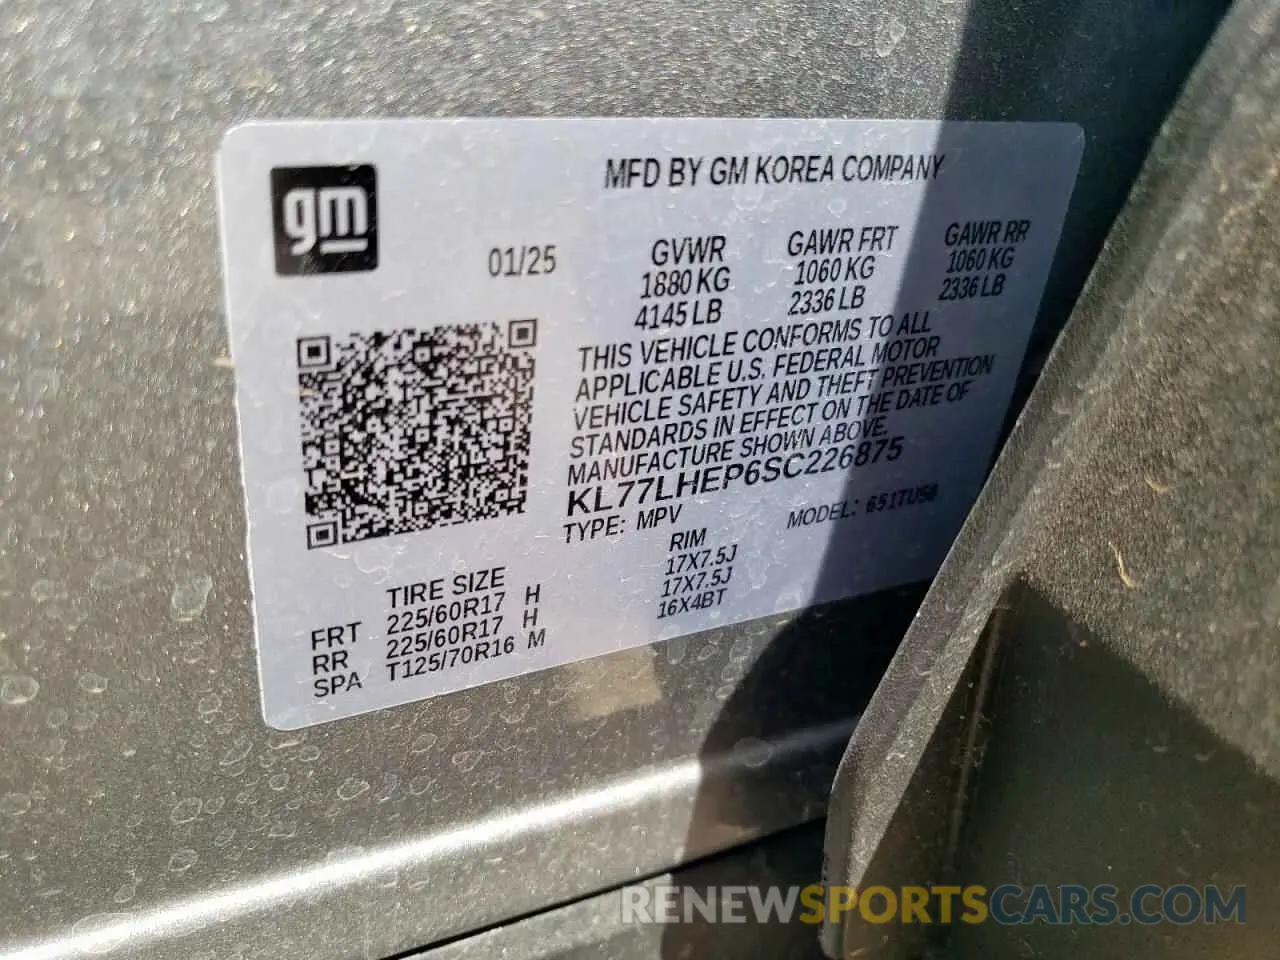 gm
MFD BY GM KOREA COMPANY
01/25
GVWR GAWR FRT GAWR RR
1880 KG 1060 KG 1060 KG
4145 LB 2336 LB 2336 LB
THIS VEHICLE CONFORMS TO ALL
APPLICABLE U.S. FEDERAL MOTOR
VEHICLE SAFETY AND THEFT PREVENTION
STANDARDS IN EFFECT ON THE DATE OF
MANUFACTURE SHOWN ABOVE.
KL77LHEP6SC226875
TYPE: MPV MODEL:
TIRE SIZE RIM
FRT 225/60R17 H 17X7.5J
RR 225/60R17 H 17X7.5J
SPA T125/70R16 M 16X4BT
RENEWSPORTSCARS.COM